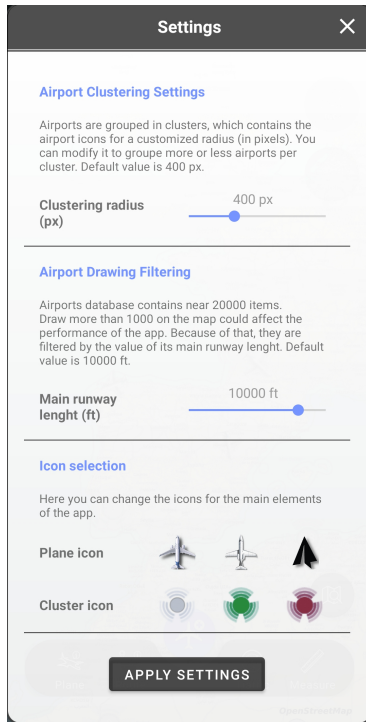 Settings
Airport Clustering Settings
Airports are grouped in clusters, which contains the
airport icons for a customized radius (in pixels). You
can modify it to groupe more or less airports per
cluster. Default value is 400 px.
Clustering radius
(px)
400 px
Airport Drawing Filtering
Airports database contains near 20000 items.
Draw more than 1000 on the map could affect the
performance of the app. Because of that, they are
filtered by the value of its main runway lenght. Default
value is 10000 ft.
Main runway
lenght (ft)
10000 ft
Icon selection
Here you can change the icons for the main elements
of the app.
Plane icon
Cluster icon
APPLY SETTINGS